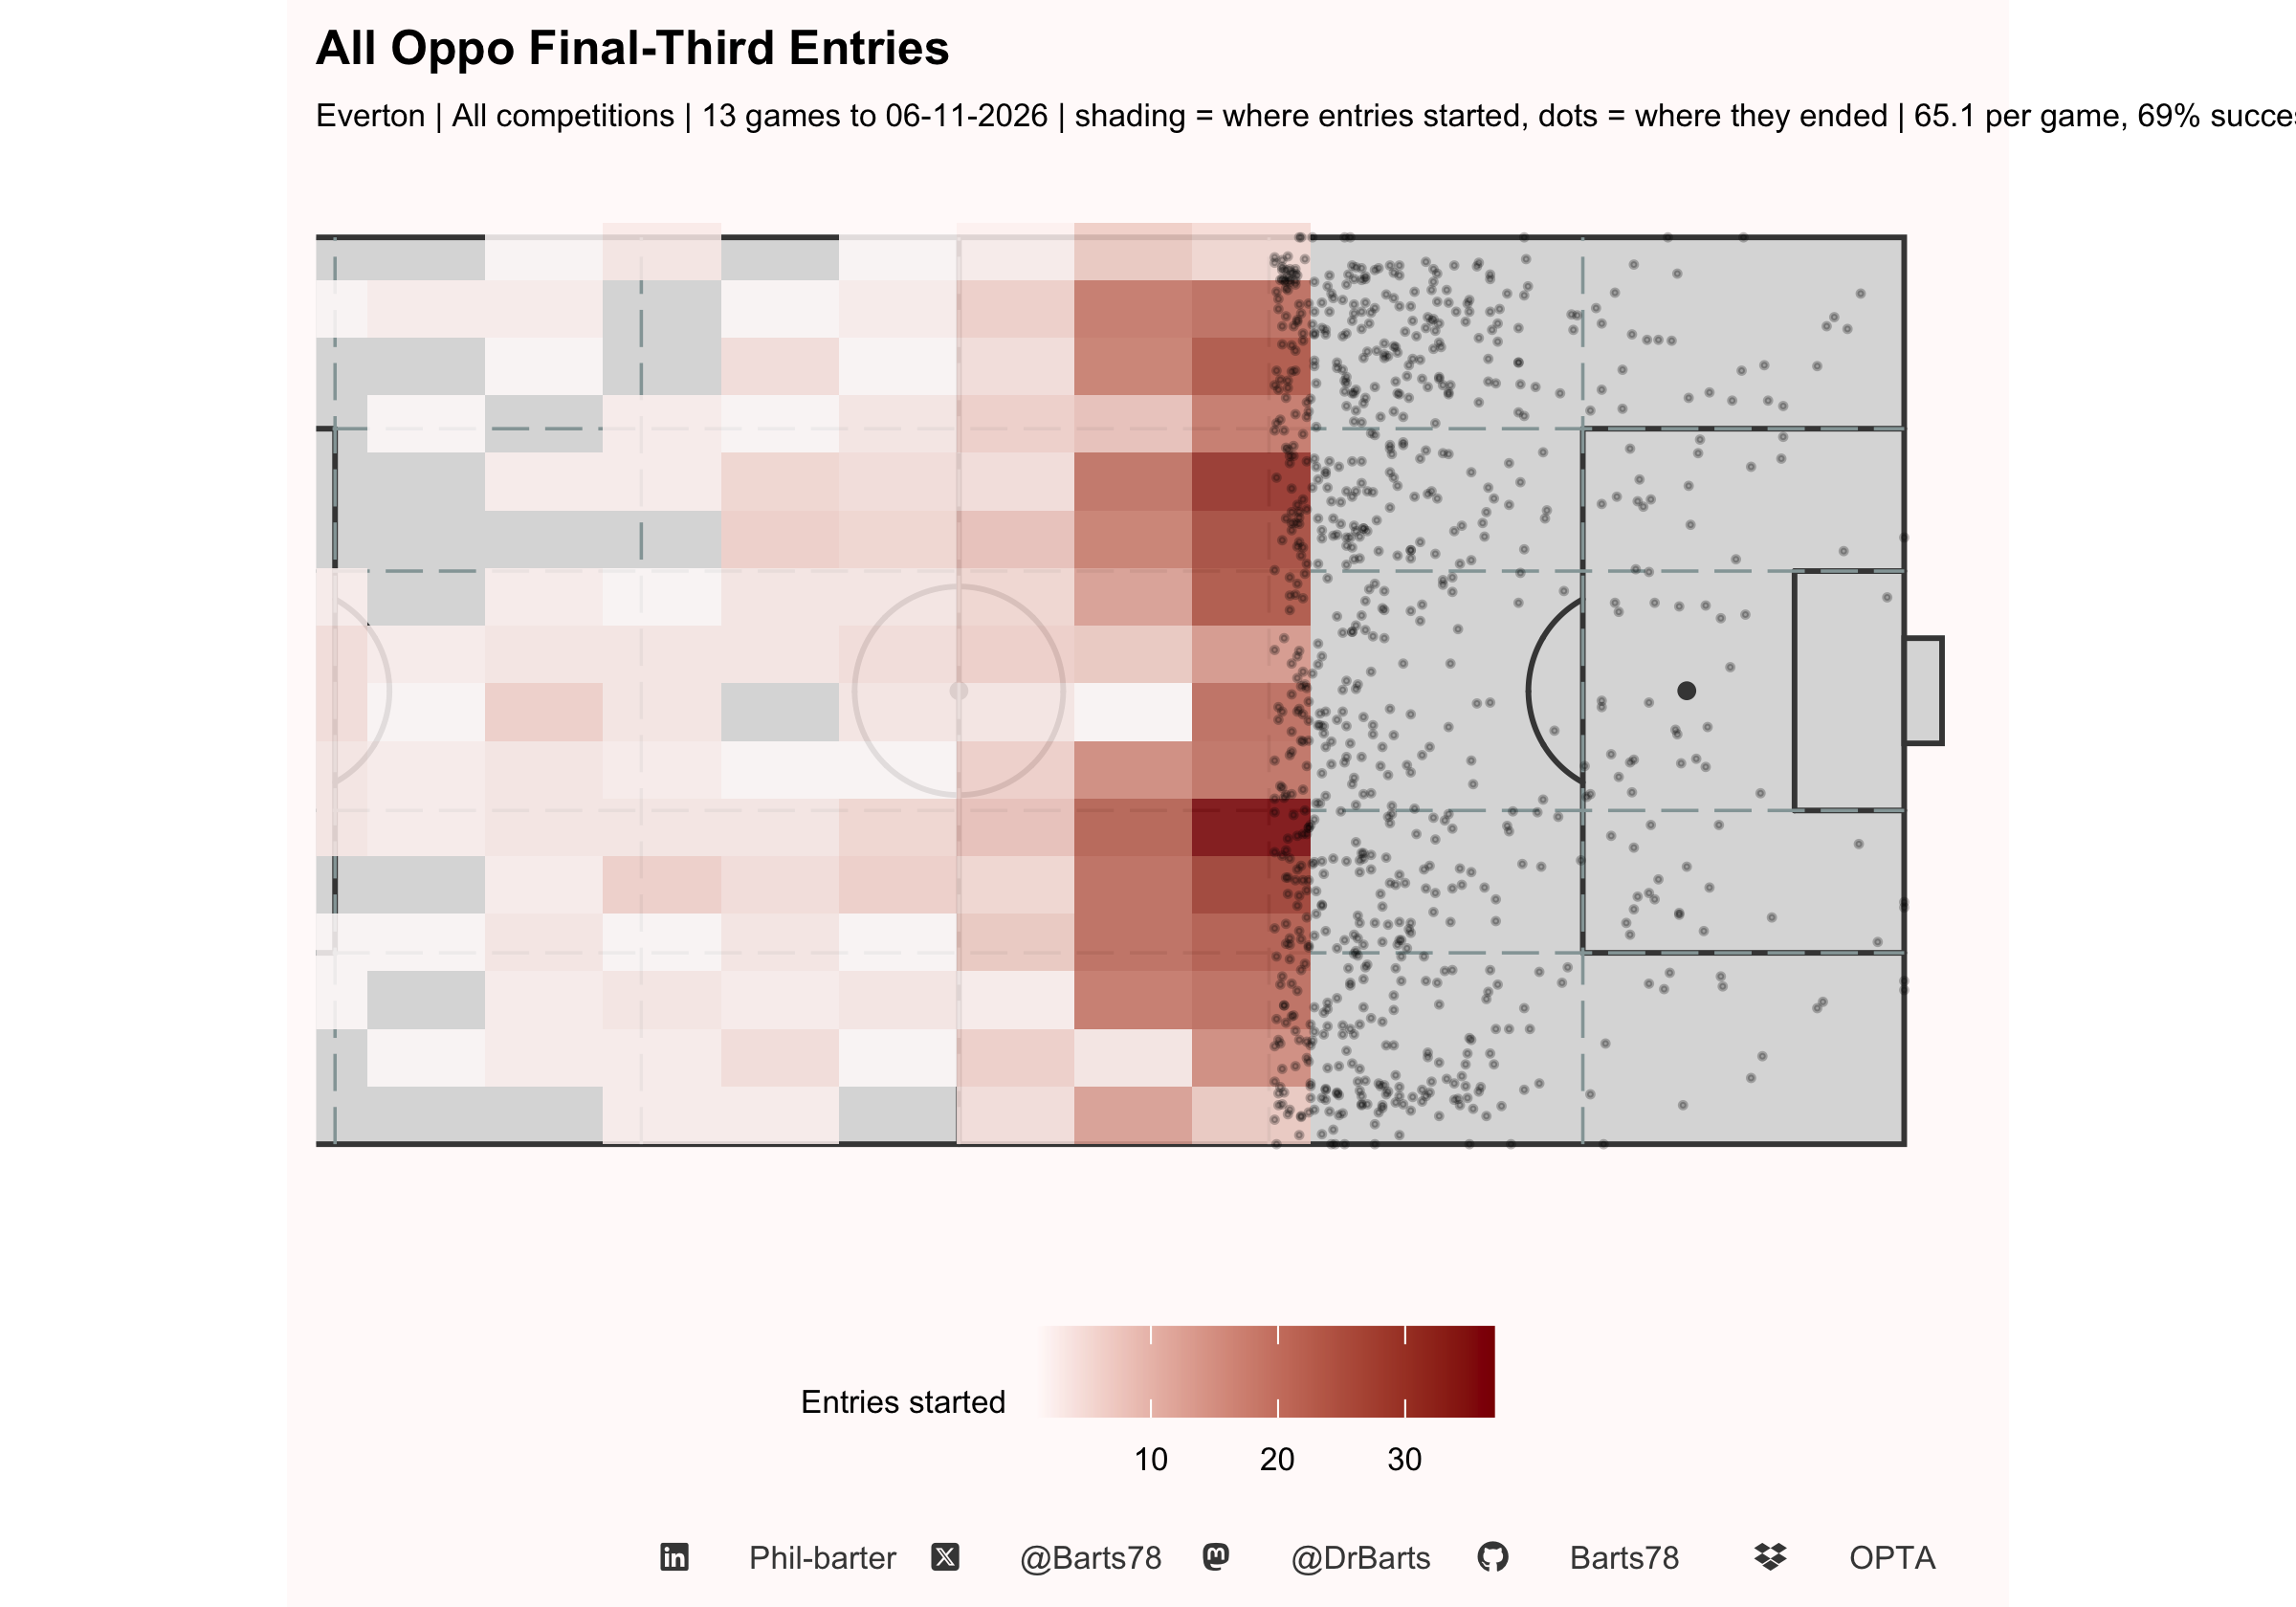 All Oppo Final-Third Entries
Everton | All competitions | 13 games to 06-11-2026 | shading = where entries started, dots = where they ended | 65.1 per game, 69%
Entries started
10 20 30
Phil-barter @Barts78 @DrBarts Barts78 OPTA